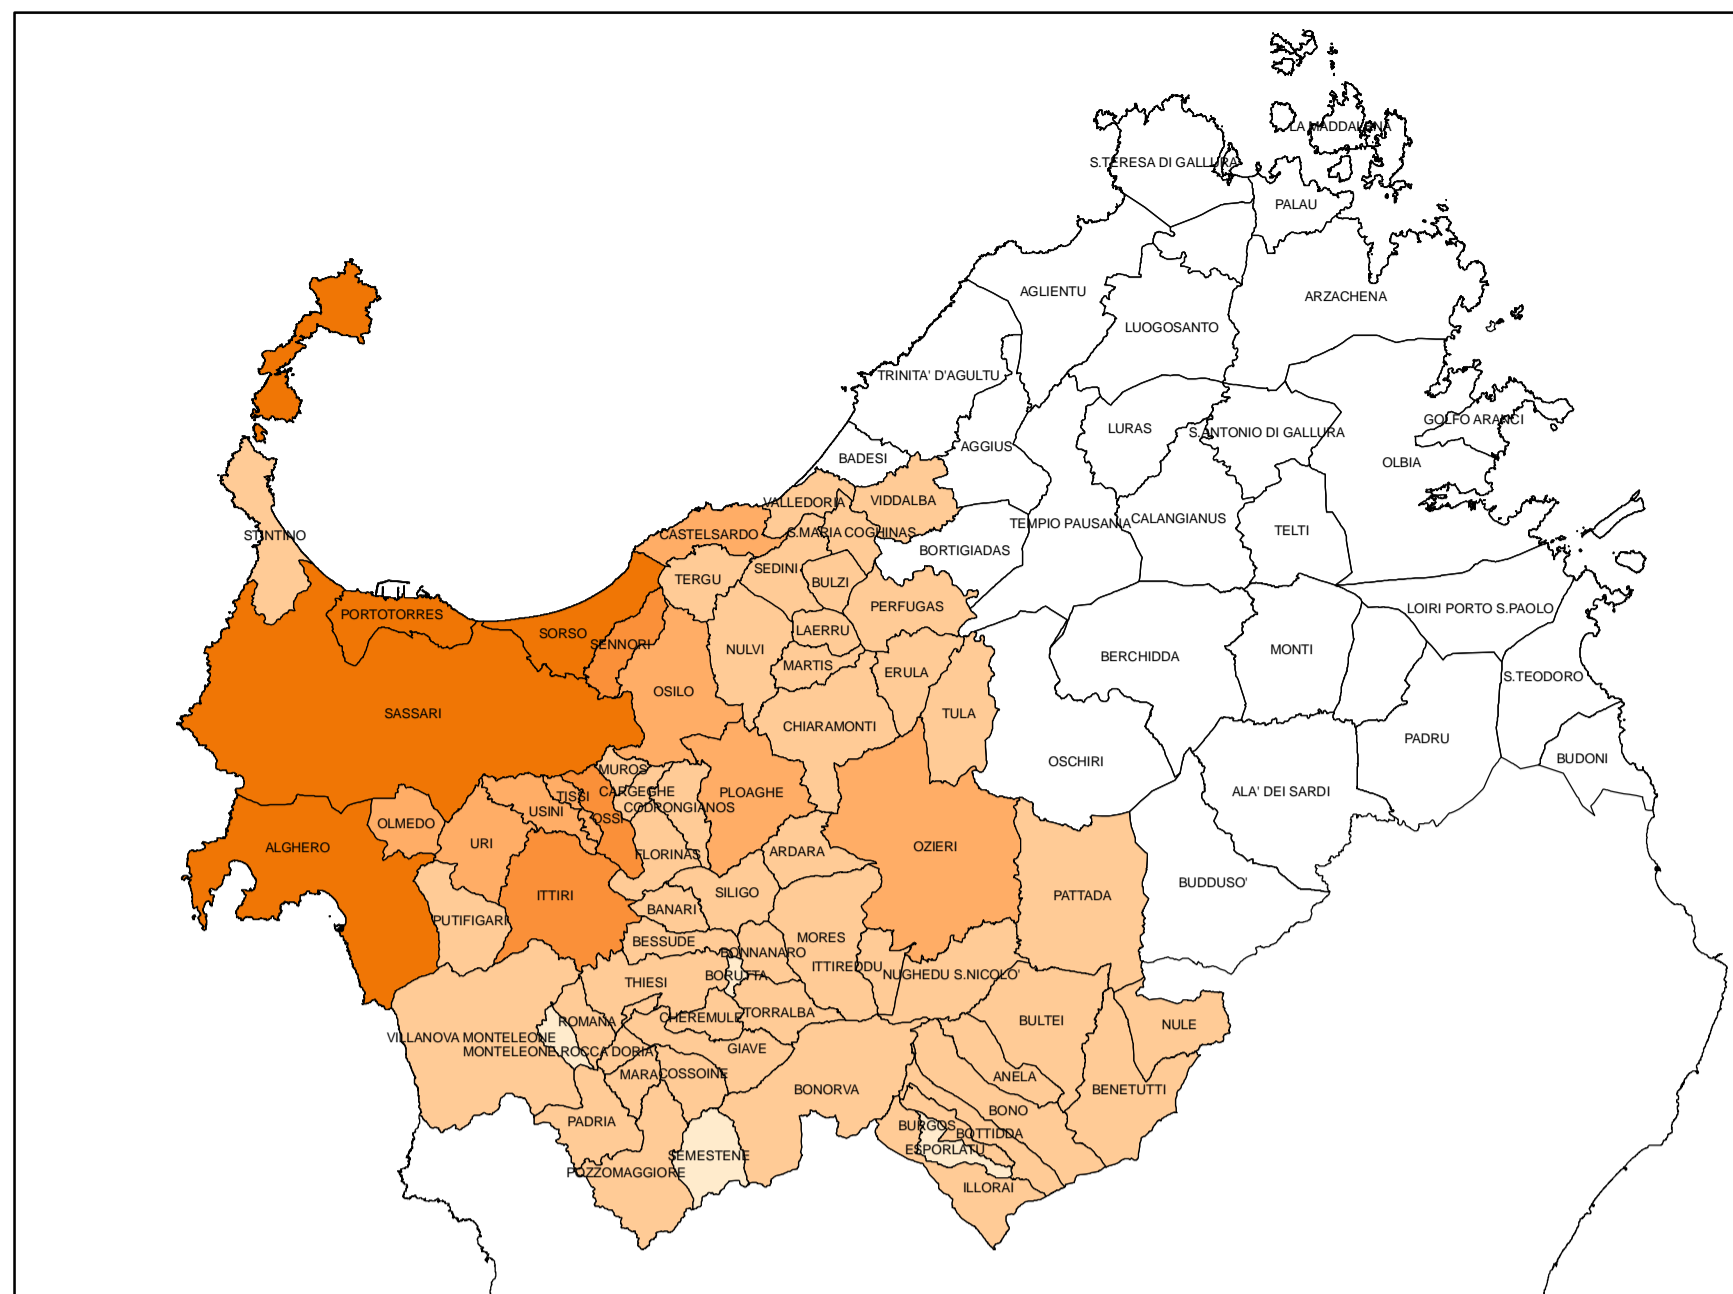 LA MADDALENA
S.TERESA DI GALLURA
PALAU
AGLIENTU
ARZACHENA
LUOGOSANTO
TRINITA' D'AGULTU
GOLFO ARANCI
LURAS
S.ANTONIO DI GALLURA
AGGIUS
BADESI
OLBIA
VIDDALBA
VALLEDORIA
TEMPIO PAUSANIA
CALANGIANUS
TELTI
STINTINO
CASTELSARDO
S.MARIA COGHINAS
BORTIGIADAS
SEDINI
TERGU
BULZI
PERFUGAS
LOIRI PORTO S.PAOLO
PORTOTORRES
SORSO
LAERRU
SENNORI
NULVI
MONTI
BERCHIDDA
MARTIS
ERULA
S.TEODORO
OSILO
SASSARI
TULA
CHIARAMONTI
PADRU
BUDONI
OSCHIRI
MUROS
CARGEGHE
PLOAGHE
ALA' DEI SARDI
TISSI
CODRONGIANOS
USINI
OSSI
OLMEDO
URI
ALGHERO
OZIERI
ARDARA
FLORINAS
BUDDUSO'
SILIGO
ITTIRI
PATTADA
BANARI
PUTIFIGARI
MORES
BESSUDE
BONNANARO
ITTIREDDU
NUGHEDU S.NICOLO'
BORUTTA
THIESI
TORRALBA
CHEREMULE
ROMANA
BULTEI
NULE
VILLANOVA MONTELEONE
MONTELEONE ROCCA DORIA
GIAVE
MARA
COSSOINE
ANELA
BONORVA
BENETUTTI
BONO
PADRIA
BURGOS
BOTTIDDA
ESPORLATU
SEMESTENE
POZZOMAGGIORE
ILLORAI